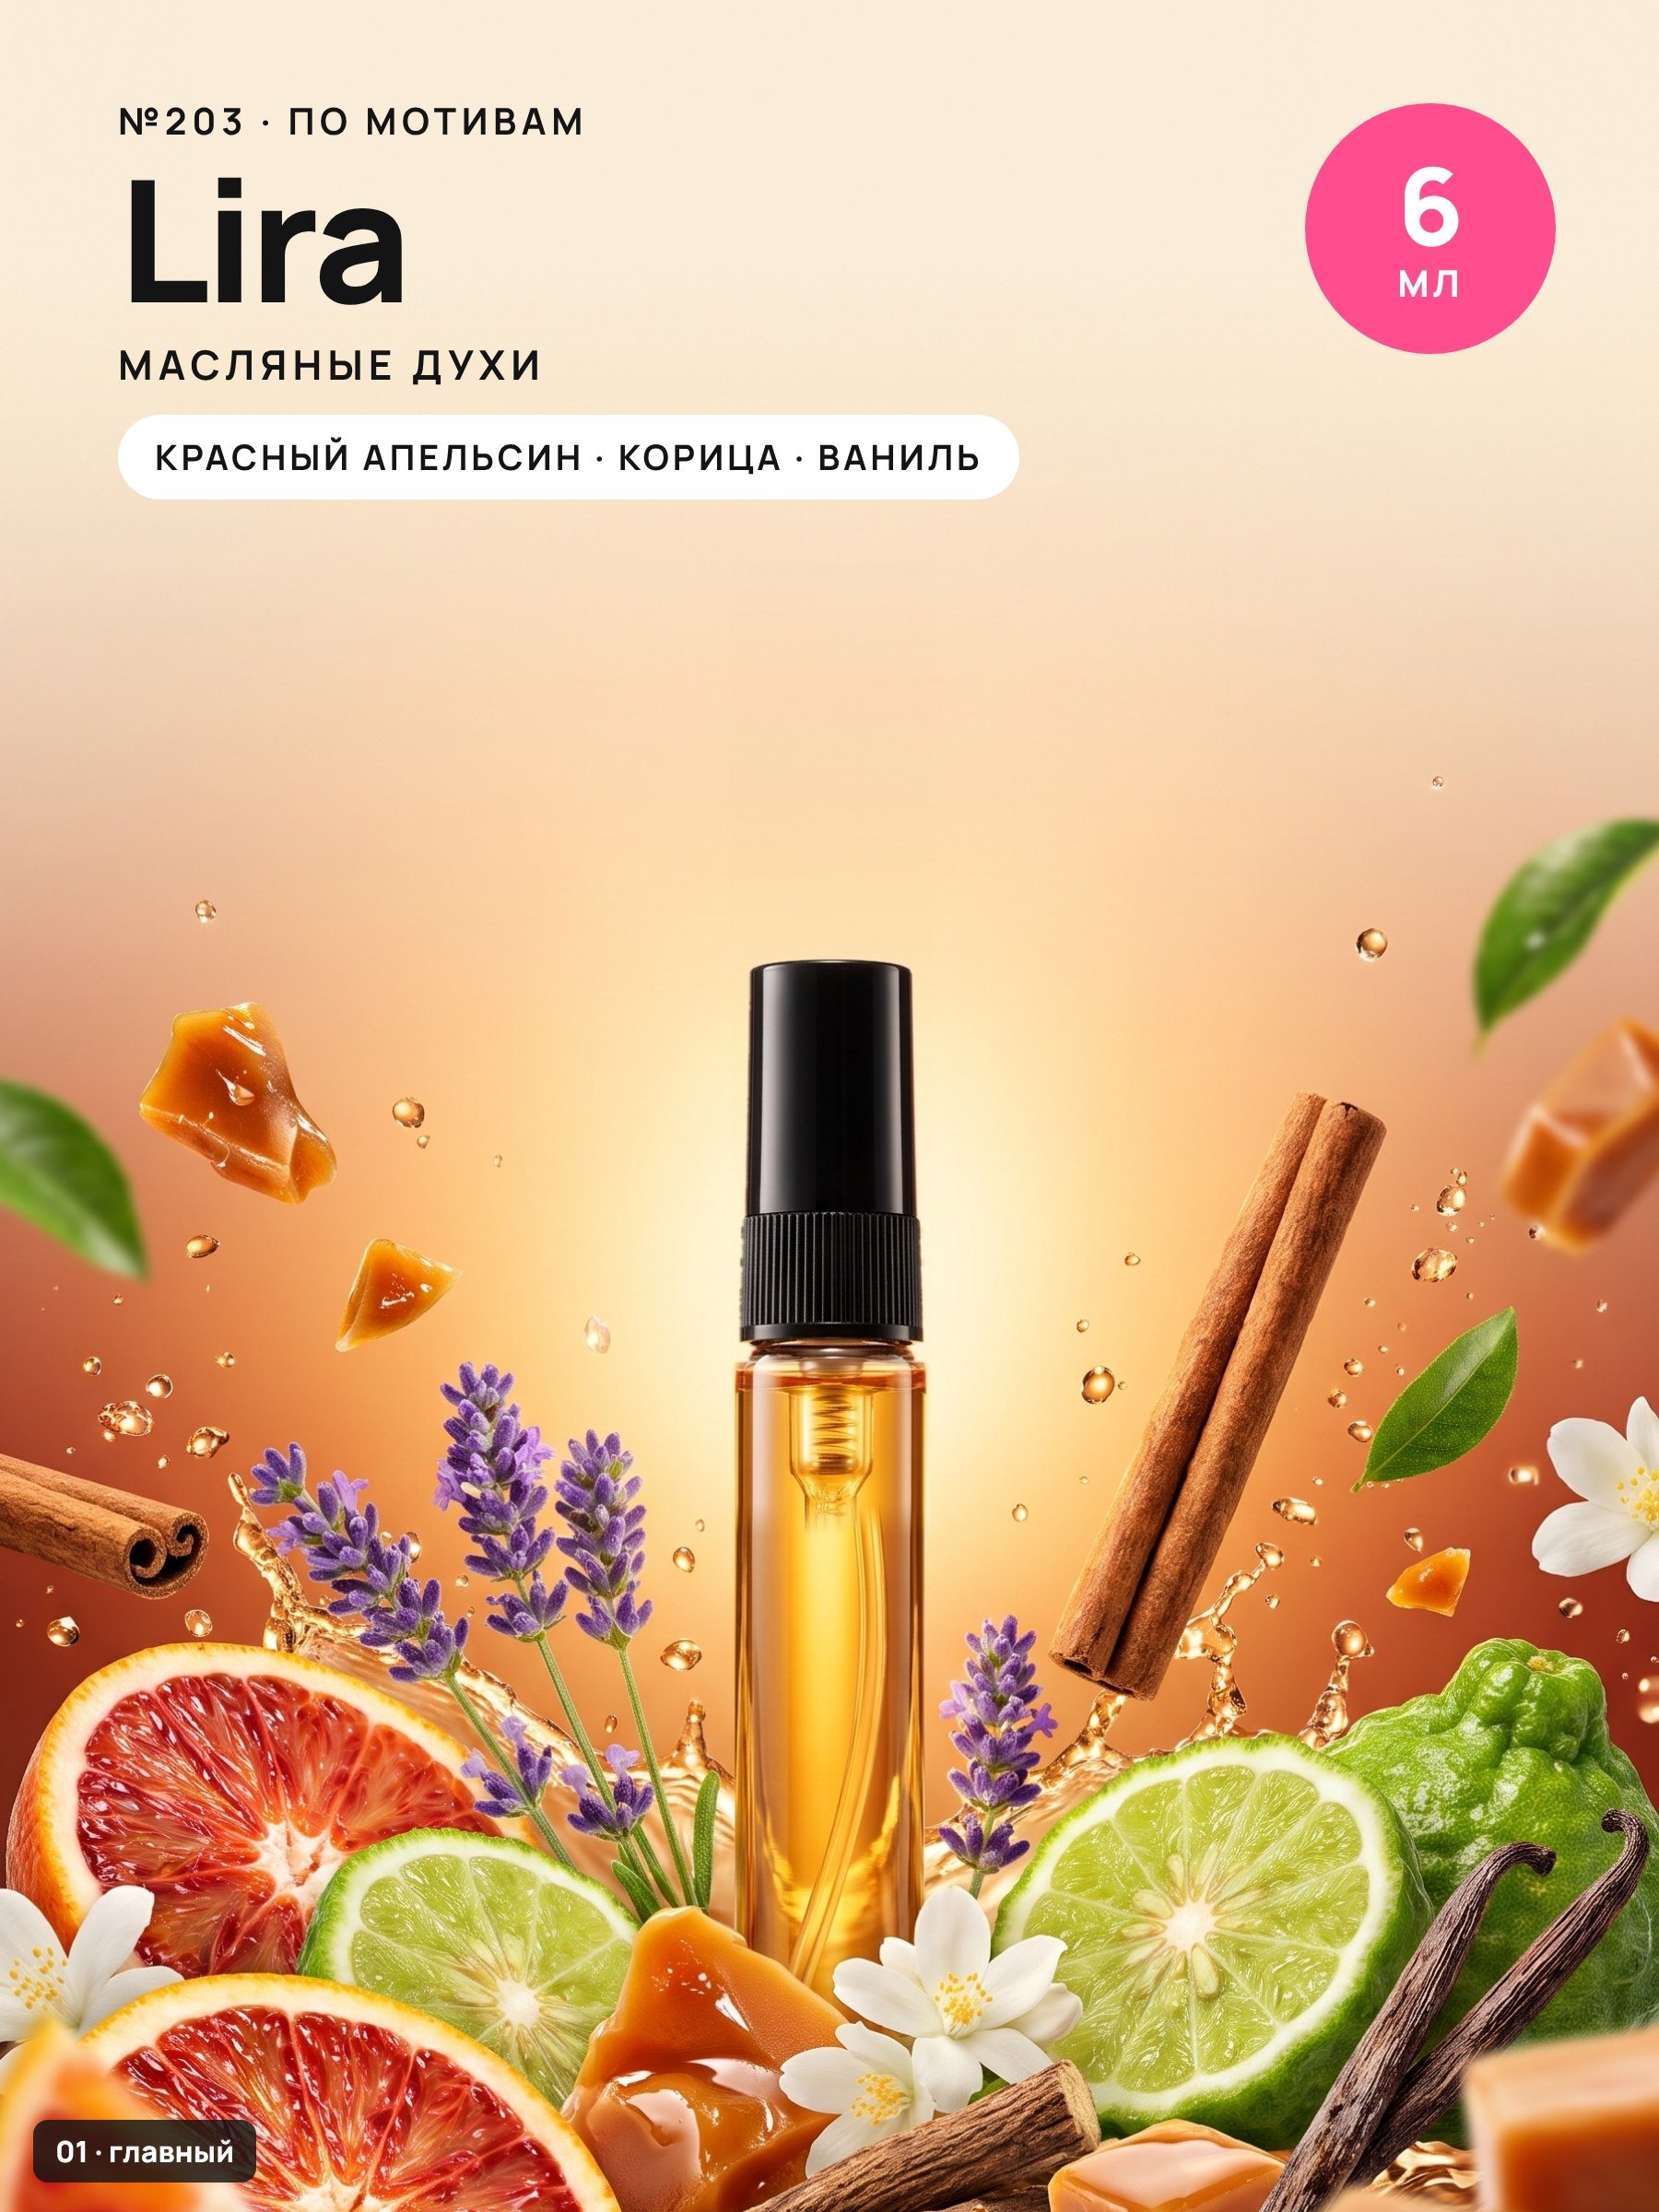 №203 · ПО МОТИВАМ
Lira
МАСЛЯНЫЕ ДУХИ
КРАСНЫЙ АПЕЛЬСИН · КОРИЦА · ВАНИЛЬ
6
МЛ
01 · главный